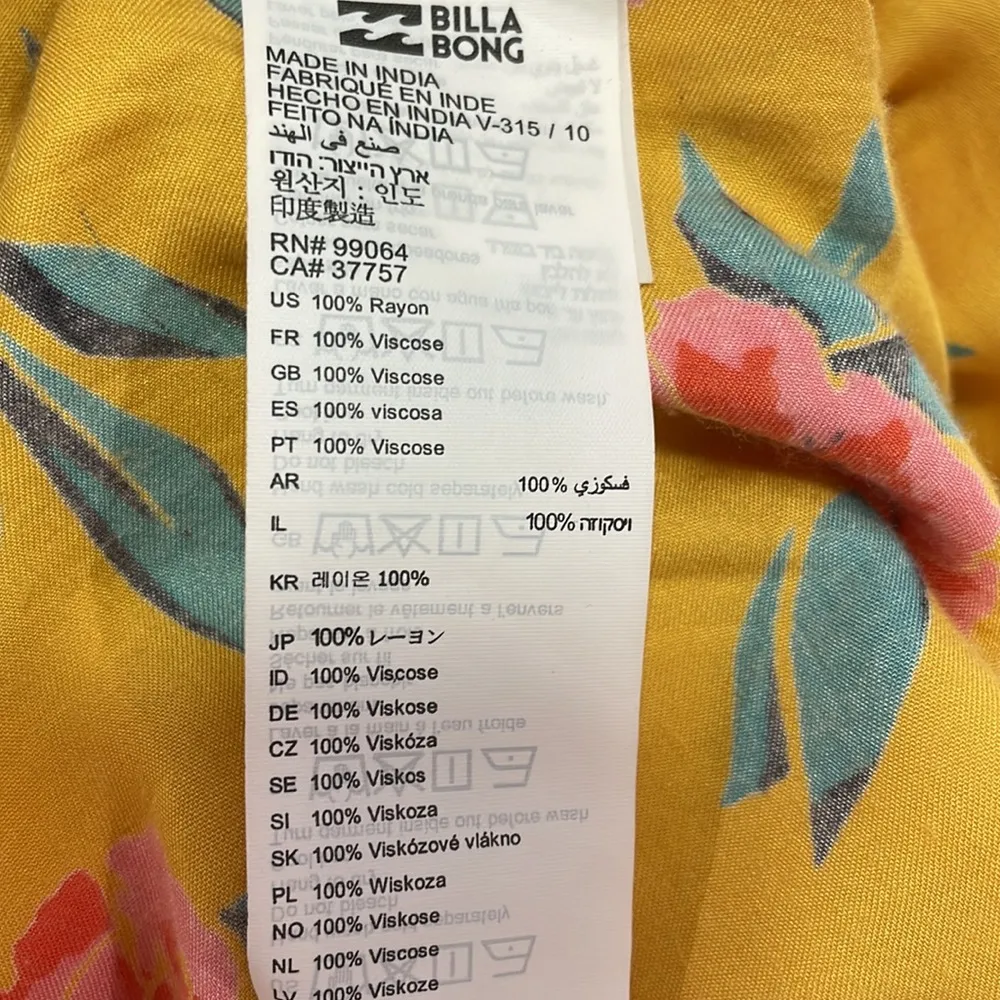 BILLA
BONG
MADE IN INDIA
FABRIQUÉ EN INDE
HECHO EN INDIA V-315 / 10
FEITO NA ÍNDIA
صنع في الهند
ארץ הייצור: הודו
원산지 : 인도
印度製造
RN# 99064
CA# 37757
US 100% Rayon
FR 100% Viscose
GB 100% Viscose
ES 100% viscosa
PT 100% Viscose
AR 100% فسكوزي
IL 100% ויסקוזה
KR 레이온 100%
JP 100% レーヨン
ID 100% Viscose
DE 100% Viskose
CZ 100% Viskóza
SE 100% Viskos
SI 100% Viskoza
SK 100% Viskózové vlákno
PL 100% Wiskoza
NO 100% Viskose
NL 100% Viscose
LV 100% Viskoze